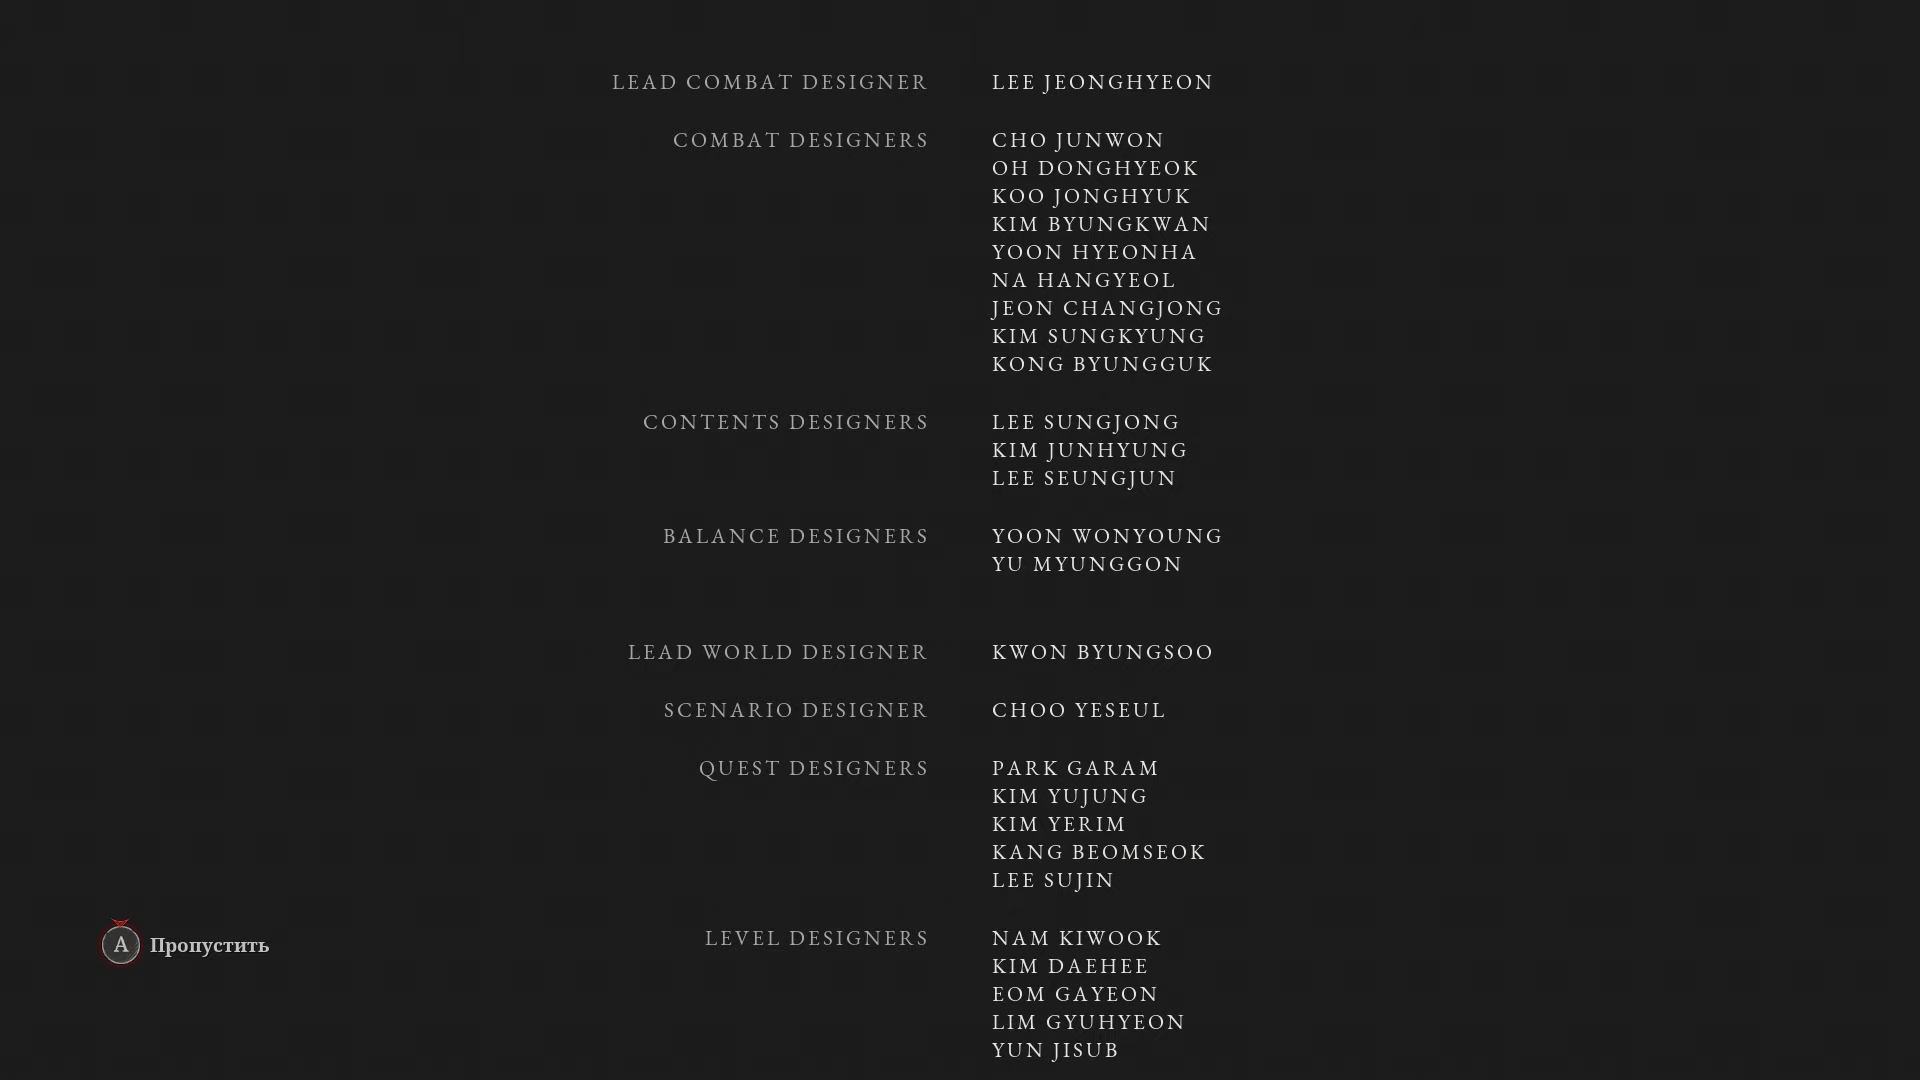 LEAD COMBAT DESIGNER LEE JEONGHYEON
COMBAT DESIGNERS CHO JUNWON
OH DONGHYEOK
KOO JONGHYUK
KIM BYUNGKWAN
YOON HYEONHA
NA HANGYEOL
JEON CHANGJONG
KIM SUNGKYUNG
KONG BYUNGGUK
CONTENTS DESIGNERS LEE SUNGJONG
KIM JUNHYUNG
LEE SEUNGJUN
BALANCE DESIGNERS YOON WONYOUNG
YU MYUNGGON
LEAD WORLD DESIGNER KWON BYUNGSOO
SCENARIO DESIGNER CHOO YESEUL
QUEST DESIGNERS PARK GARAM
KIM YUJUNG
KIM YERIM
KANG BEOMSEOK
LEE SUJIN
LEVEL DESIGNERS NAM KIWOOK
KIM DAEHEE
EOM GAYEON
LIM GYUHYEON
YUN JISUB
A Пропустить